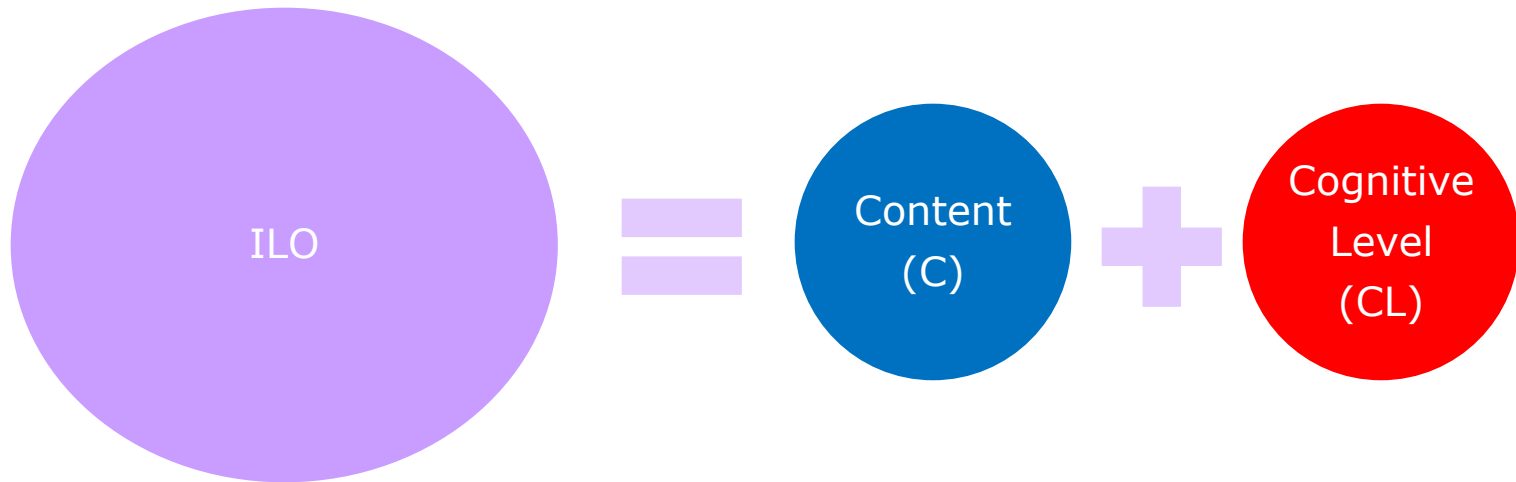 ILO
Content
(C)
Cognitive
Level
(CL)